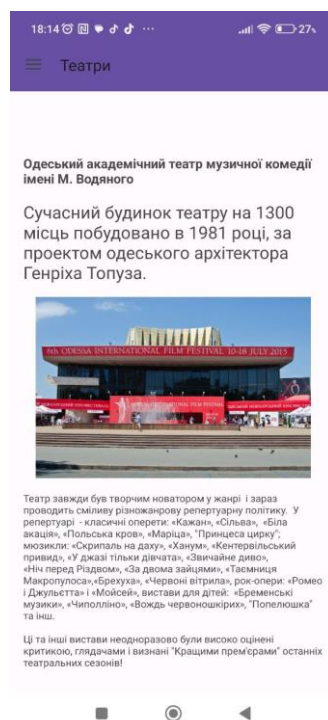 18:14
27
Театри
Одеський академічний театр музичної комедії
імені М. Водяного
Сучасний будинок театру на 1300
місць побудовано в 1981 році, за
проектом одеського архітектора
Генріха Топуза.
6th ODESSA INTERNATIONAL FILM FESTIVAL 10-18 JULY 2015
Театр завжди був творчим новатором у жанрі і зараз
проводить сміливу різножанрову репертуарну політику. У
репертуарі - класичні оперети: «Кажан», «Сільва», «Біла
акація», «Польська кров», «Маріца», "Принцеса цирку";
мюзикли: «Скрипаль на даху», «Ханум», «Кентервільський
привид», «У джазі тільки дівчата», «Звичайне диво»,
«Ніч перед Різдвом», «За двома зайцями», «Таємниця
Макропулоса»,«Брехуха», «Червоні вітрила», рок-опери: «Ромео
і Джульєтта» і «Мойсей», вистави для дітей: «Бременські
музики», «Чиполліно», «Вождь червоношкірих», "Попелюшка"
та інш.
Ці та інші вистави неодноразово були високо оцінені
критикою, глядачами і визнані "Кращими прем'єрами" останніх
театральних сезонів!